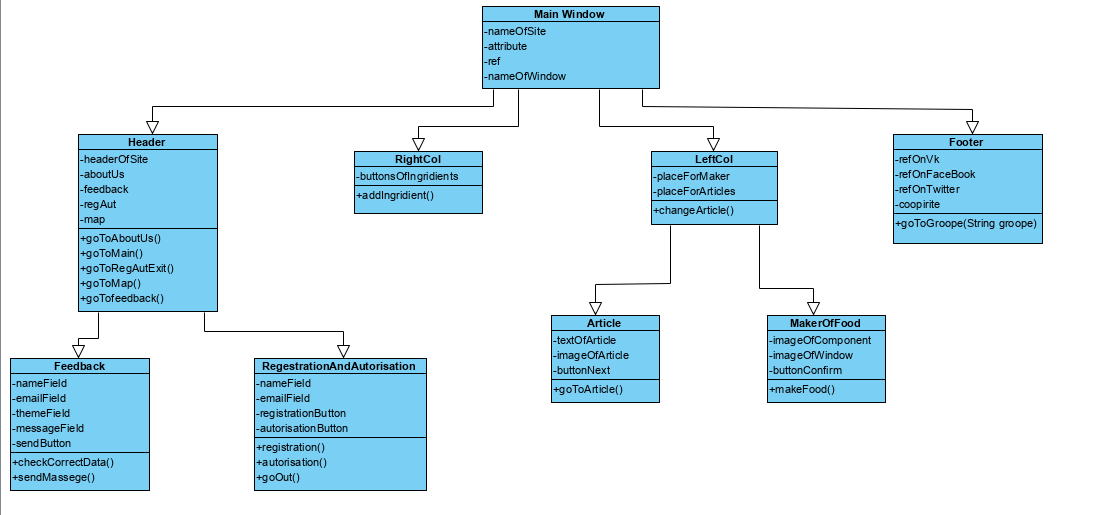 Main Window
-nameOfSite
-attribute
-ref
-nameOfWindow
Header
-headerOfSite
-aboutUs
-feedback
-regAut
-map
+goToAboutUs()
+goToMain()
+goToRegAutExit()
+goToMap()
+goTofeedback()
RightCol
-buttonsOfIngridients
+addIngridient()
LeftCol
-placeForMaker
-placeForArticles
+changeArticle()
Footer
-refOnVk
-refOnFaceBook
-refOnTwitter
-coopirite
+goToGroope(String groope)
Feedback
-nameField
-emailField
-themeField
-messageField
-sendButton
+checkCorrectData()
+sendMassege()
RegestrationAndAutorisation
-nameField
-emailField
-registrationButton
-autorisationButton
+registration()
+autorisation()
+goOut()
Article
-textOfArticle
-imageOfArticle
-buttonNext
+goToArticle()
MakerOfFood
-imageOfComponent
-imageOfWindow
-buttonConfirm
+makeFood()